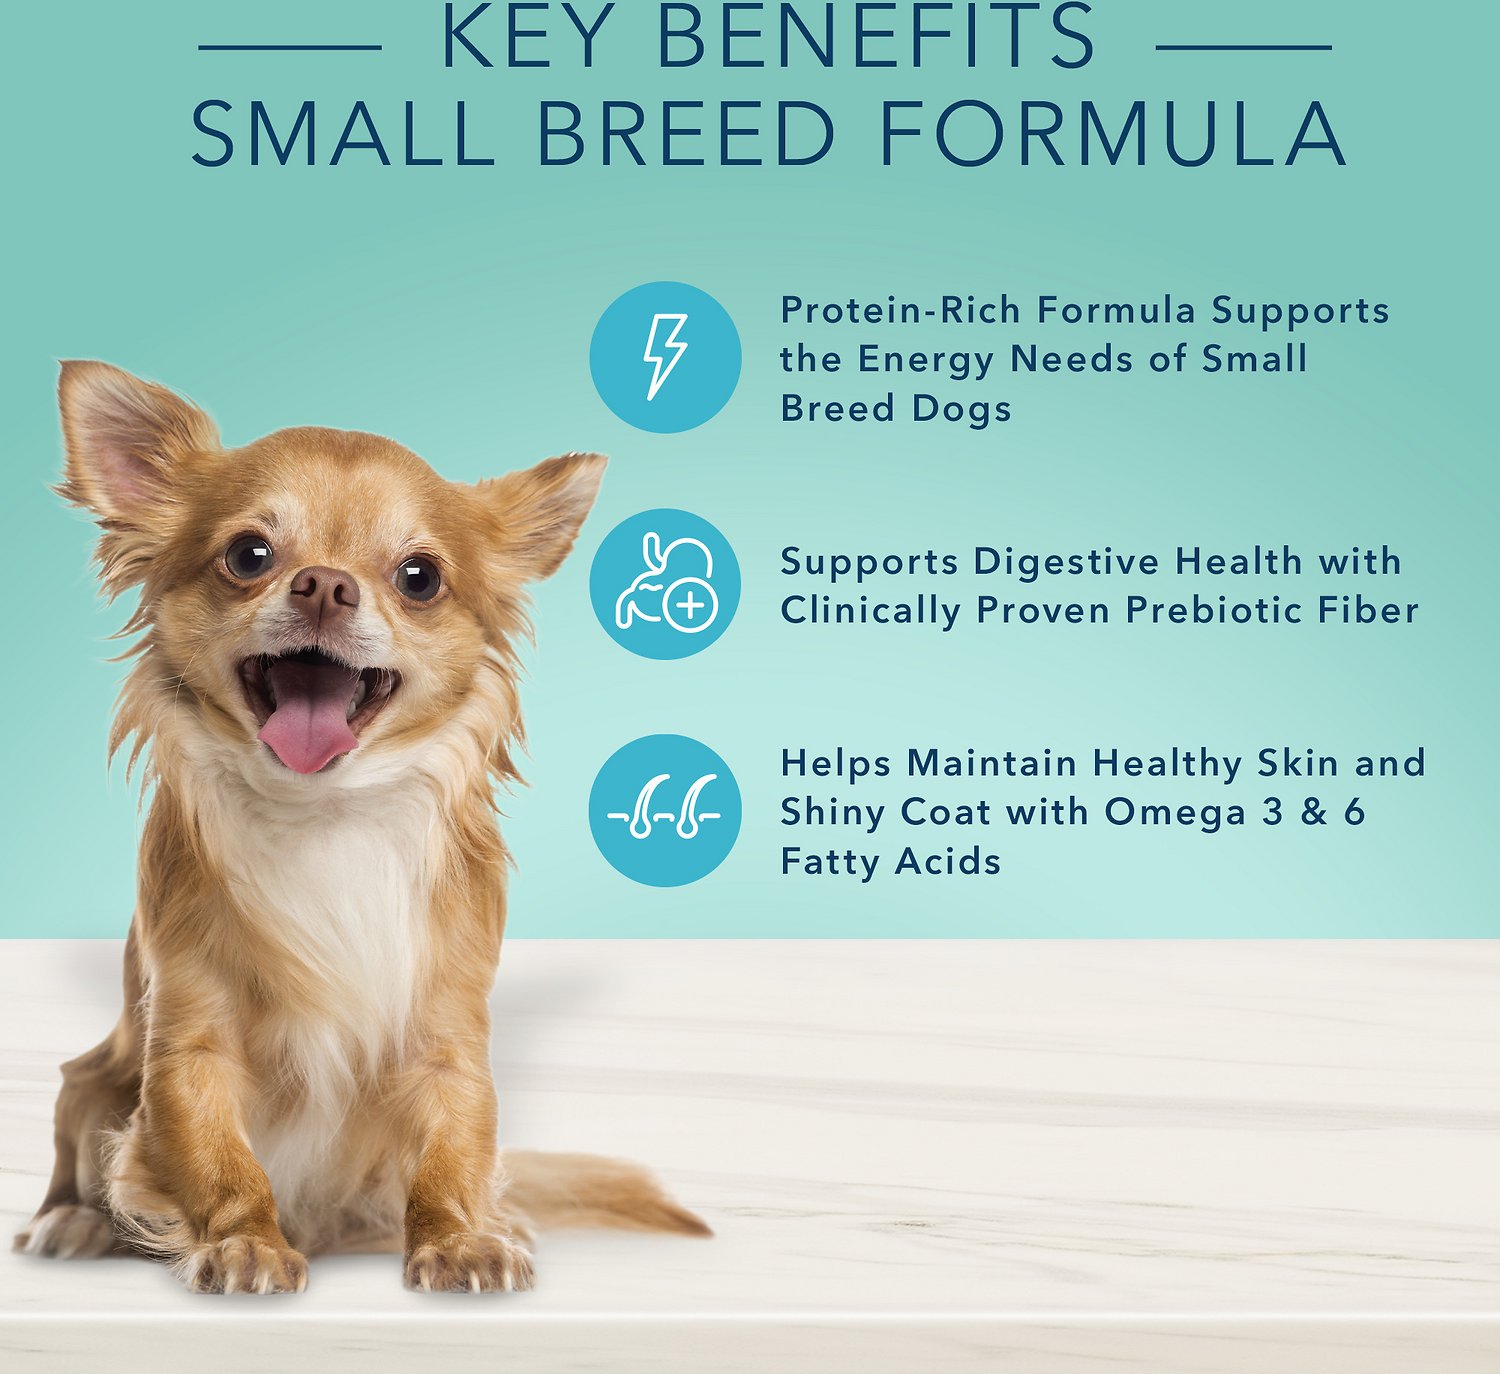 KEY BENEFITS
SMALL BREED FORMULA
Protein-Rich Formula Supports
the Energy Needs of Small
Breed Dogs
Supports Digestive Health with
Clinically Proven Prebiotic Fiber
Helps Maintain Healthy Skin and
Shiny Coat with Omega 3 & 6
Fatty Acids